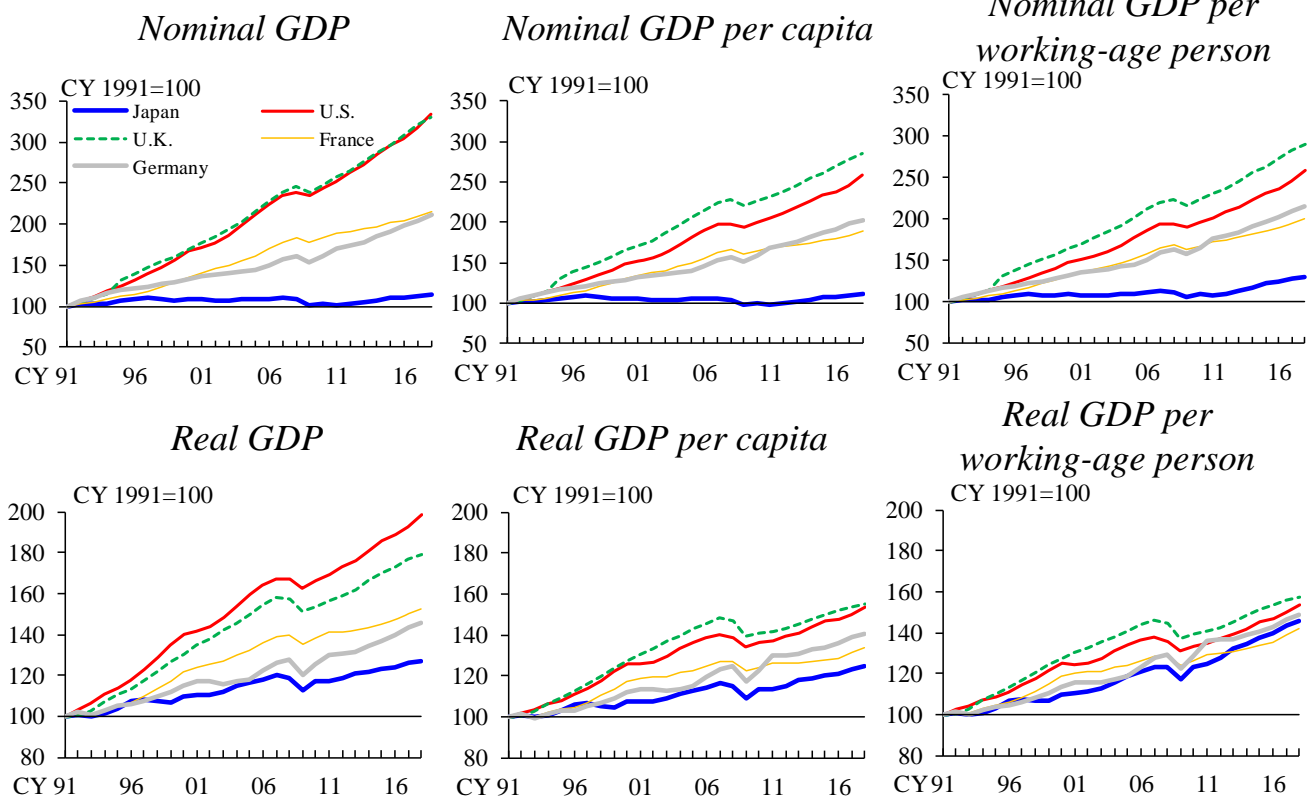 Nominal GDP
CY 1991=100
Japan
U.S.
U.K.
France
Germany
350
300
250
200
150
100
50
CY 91 96 01 06 11 16
Nominal GDP per capita
CY 1991=100
350
300
250
200
150
100
50
CY 91 96 01 06 11 16
Nominal GDP per
working-age person
CY 1991=100
350
300
250
200
150
100
50
CY 91 96 01 06 11 16
Real GDP
CY 1991=100
200
180
160
140
120
100
80
CY 91 96 01 06 11 16
Real GDP per capita
CY 1991=100
200
180
160
140
120
100
80
CY 91 96 01 06 11 16
Real GDP per
working-age person
CY 1991=100
200
180
160
140
120
100
80
CY 91 96 01 06 11 16